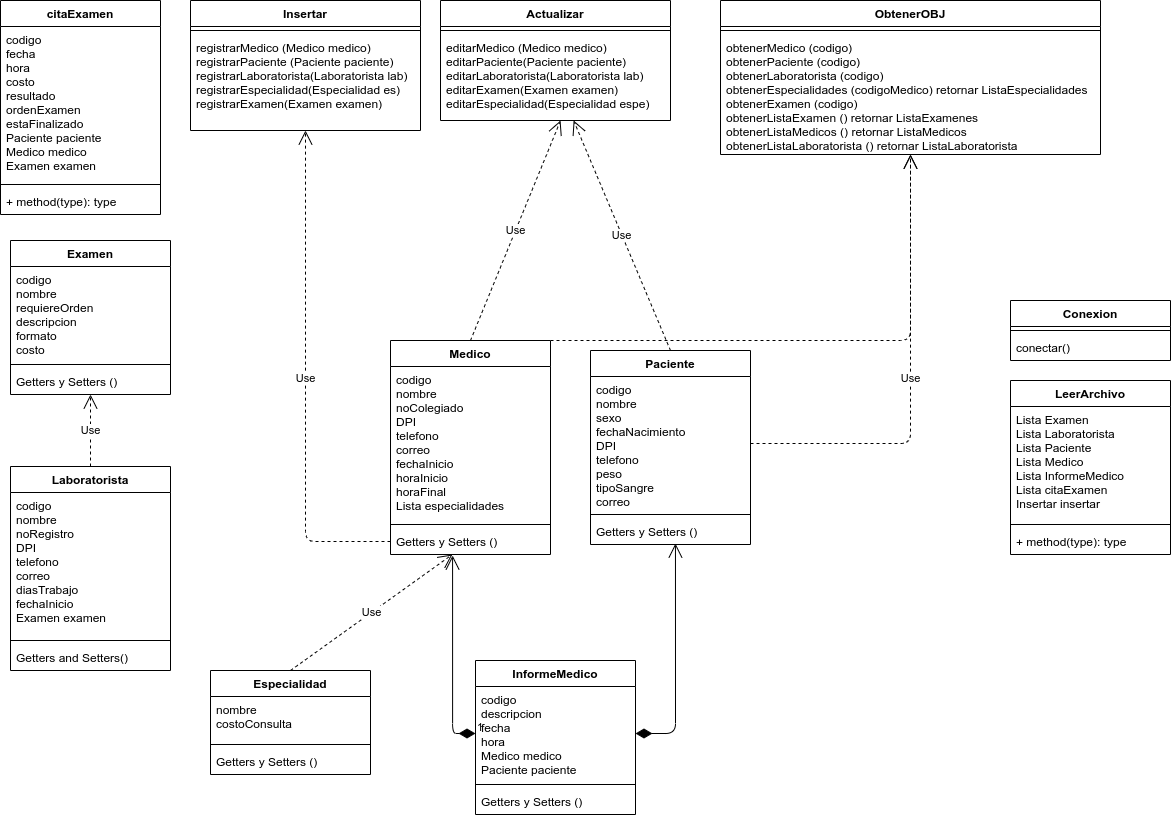 citaExamen
codigo
fecha
hora
costo
resultado
ordenExamen
estaFinalizado
Paciente paciente
Medico medico
Examen examen
+ method(type): type
Insertar
registrarMedico (Medico medico)
registrarPaciente (Paciente paciente)
registrarLaboratorista(Laboratorista lab)
registrarEspecialidad(Especialidad es)
registrarExamen(Examen examen)
Actualizar
editarMedico (Medico medico)
editarPaciente(Paciente paciente)
editarLaboratorista(Laboratorista lab)
editarExamen(Examen examen)
editarEspecialidad(Especialidad espe)
ObtenerOBJ
obtenerMedico (codigo)
obtenerPaciente (codigo)
obtenerLaboratorista (codigo)
obtenerEspecialidades (codigoMedico) retornar ListaEspecialidades
obtenerExamen (codigo)
obtenerListaExamen () retornar ListaExamenes
obtenerListaMedicos () retornar ListaMedicos
obtenerListaLaboratorista () retornar ListaLaboratorista
Use
Use
Examen
codigo
nombre
requiereOrden
descripcion
formato
costo
Getters y Setters ()
Use
Use
Use
Conexion
conectar()
Medico
codigo
nombre
noColegiado
DPI
telefono
correo
fechaInicio
horaInicio
horaFinal
Lista especialidades
Getters y Setters ()
Paciente
codigo
nombre
sexo
fechaNacimiento
DPI
telefono
peso
tipoSangre
correo
Getters y Setters ()
LeerArchivo
Lista Examen
Lista Laboratorista
Lista Paciente
Lista Medico
Lista InformeMedico
Lista citaExamen
Insertar insertar
+ method(type): type
Laboratorista
codigo
nombre
noRegistro
DPI
telefono
correo
diasTrabajo
fechaInicio
Examen examen
Getters and Setters()
Use
Especialidad
nombre
costoConsulta
Getters y Setters ()
InformeMedico
codigo
descripcion
1
fecha
hora
Medico medico
Paciente paciente
Getters y Setters ()